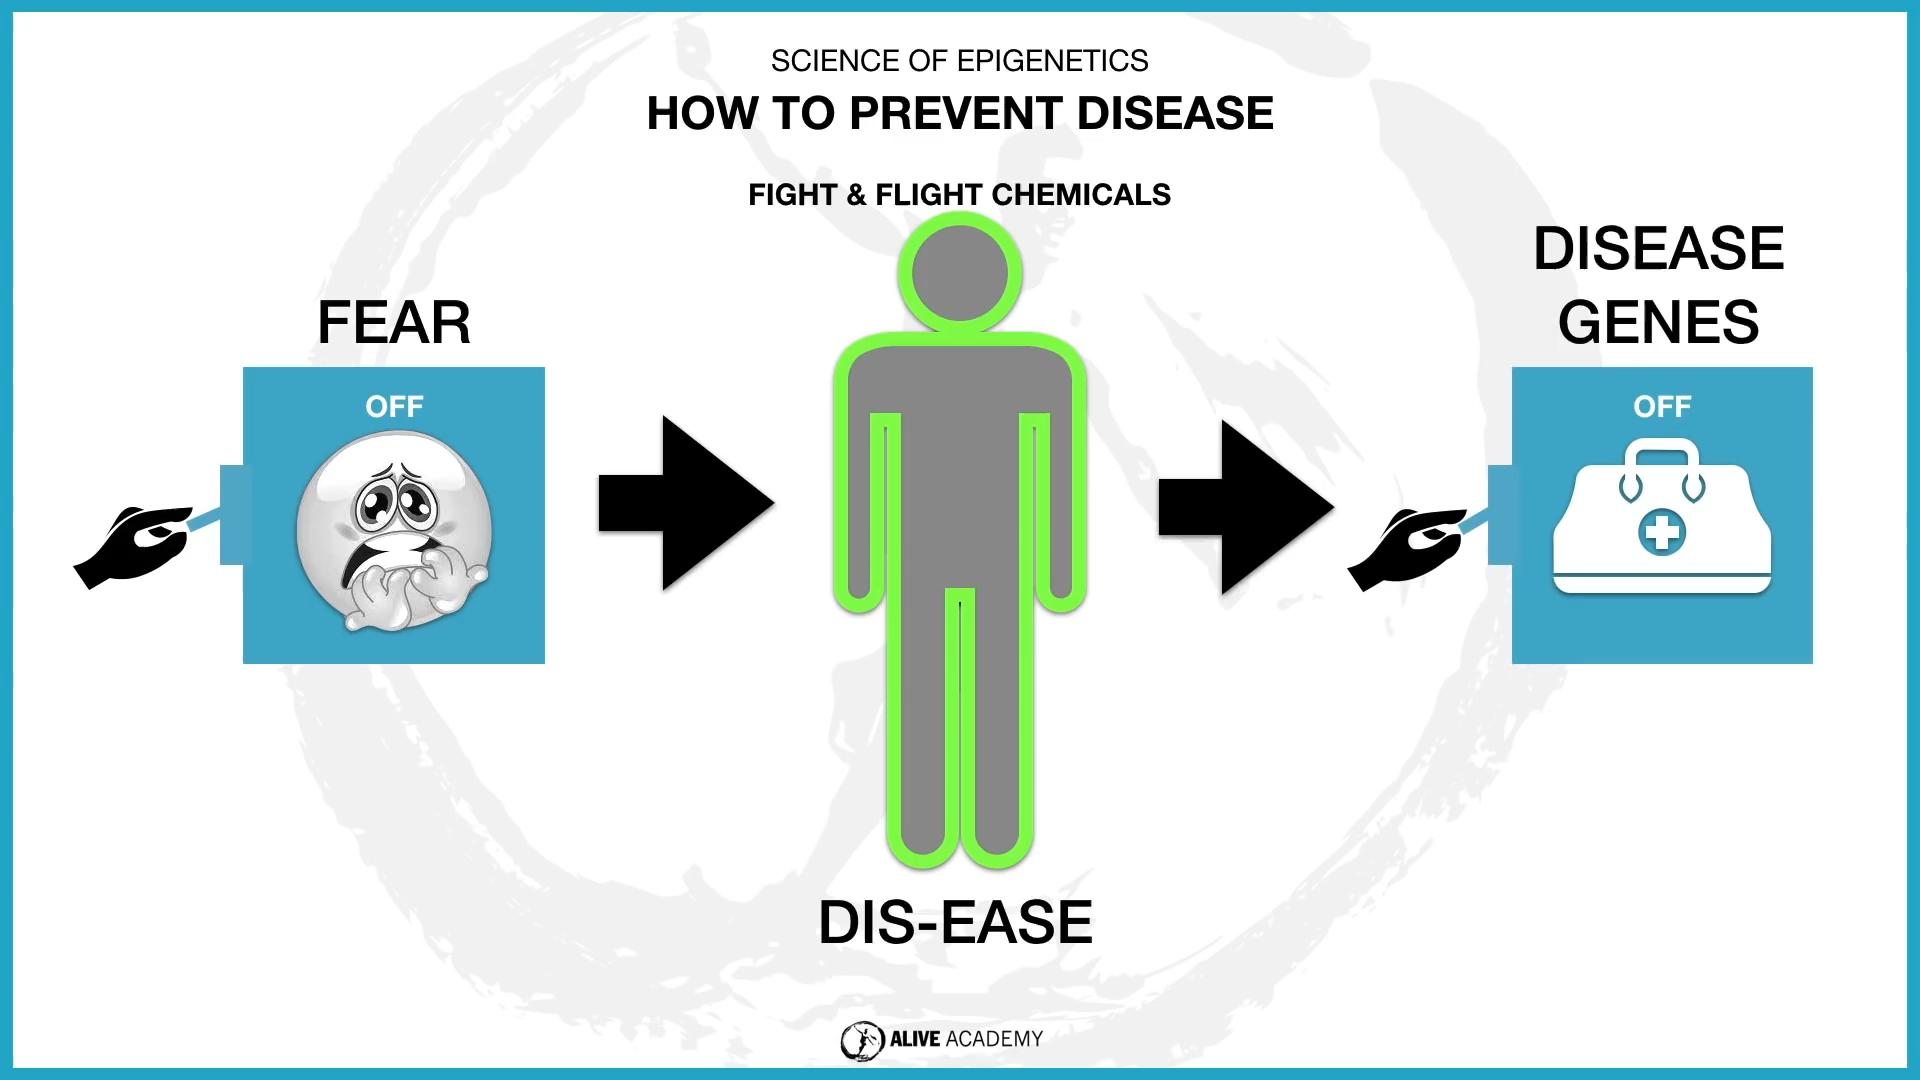 SCIENCE OF EPIGENETICS
HOW TO PREVENT DISEASE
FIGHT & FLIGHT CHEMICALS
FEAR
OFF
DISEASE
GENES
OFF
DIS-EASE
ALIVE ACADEMY